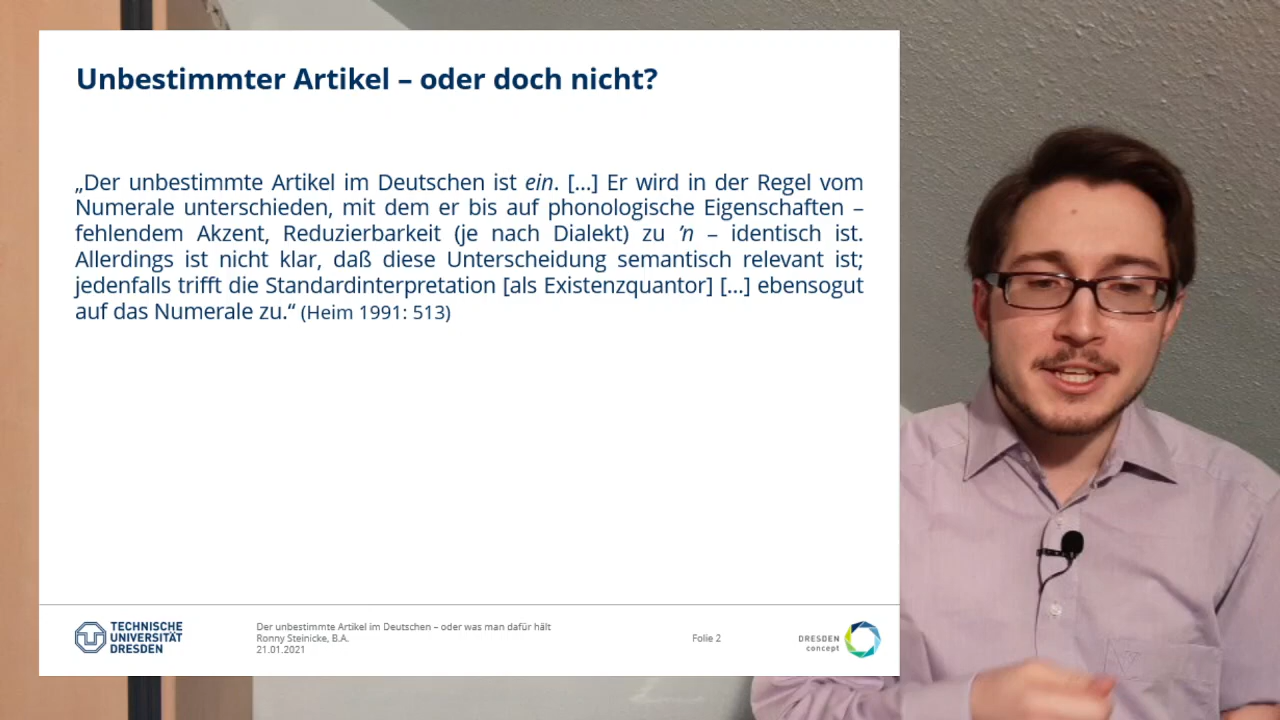 Unbestimmter Artikel – oder doch nicht?
„Der unbestimmte Artikel im Deutschen ist ein. [...] Er wird in der Regel vom
Numerale unterschieden, mit dem er bis auf phonologische Eigenschaften –
fehlendem Akzent, Reduzierbarkeit (je nach Dialekt) zu ’n – identisch ist.
Allerdings ist nicht klar, daß diese Unterscheidung semantisch relevant ist;
jedenfalls trifft die Standardinterpretation [als Existenzquantor] [...] ebensogut
auf das Numerale zu.“ (Heim 1991: 513)
TECHNISCHE
UNIVERSITÄT
DRESDEN
Der unbestimmte Artikel im Deutschen – oder was man dafür hält
Ronny Steinicke, B.A.
21.01.2021
Folie 2
DRESDEN
concept